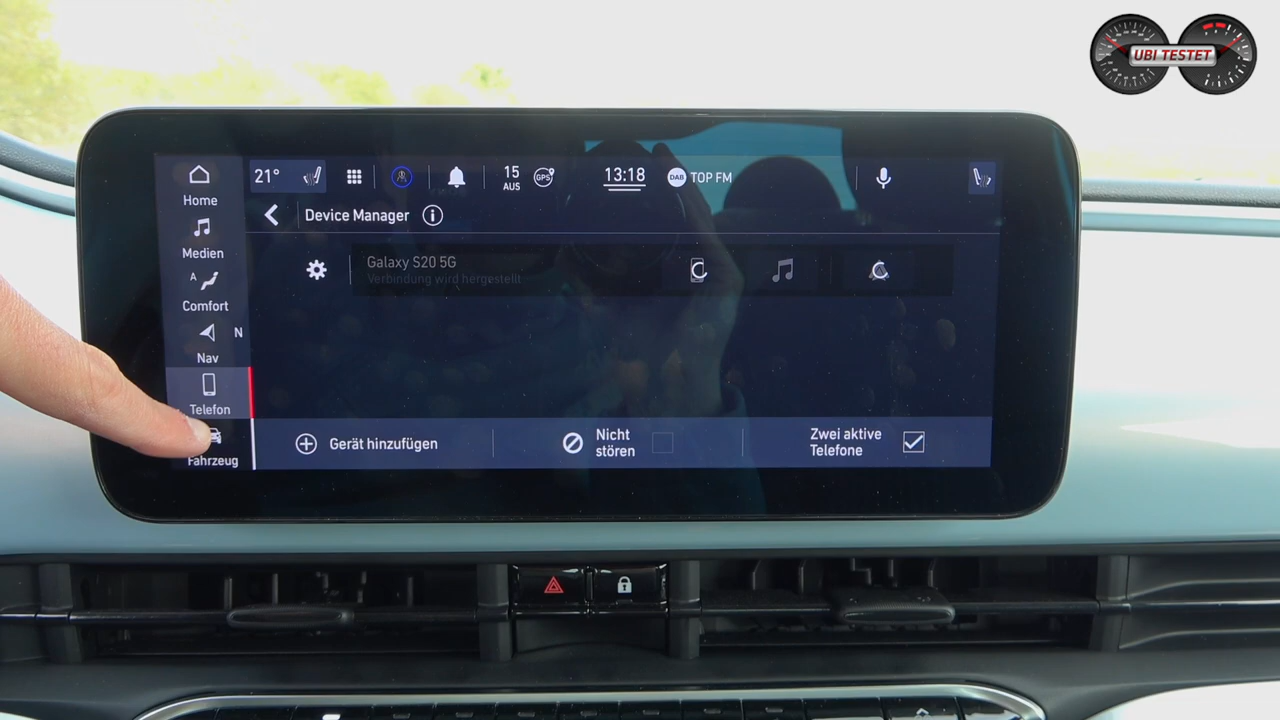 UBI TESTET
21°
15
AUS
GPS
13:18
DAB
TOP FM
Home
Device Manager
Medien
Galaxy S20 5G
Verbindung wird hergestellt
A
Comfort
N
Nav
Telefon
Gerät hinzufügen
Nicht
stören
Zwei aktive
Telefone
Fahrzeug